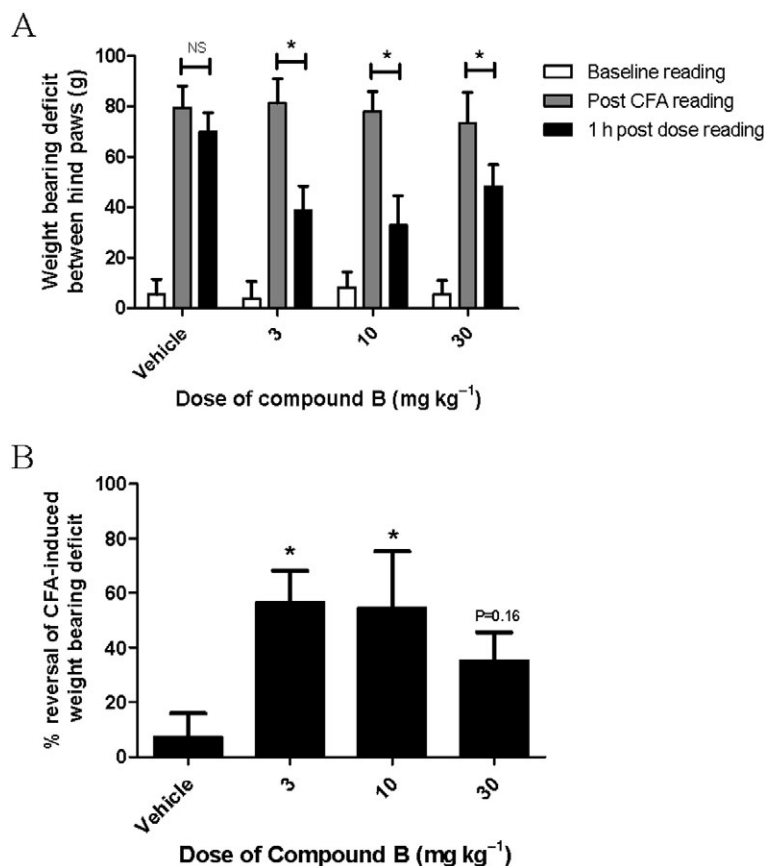 A
Weight bearing deficit
between hind paws (g)
100
80
60
40
20
0
NS
*
*
*
Baseline reading
Post CFA reading
1 h post dose reading
Vehicle
3
10
30
Dose of compound B (mg kg⁻¹)
B
% reversal of CFA-induced
weight bearing deficit
100
80
60
40
20
0
*
*
P=0.16
Vehicle
3
10
30
Dose of Compound B (mg kg⁻¹)